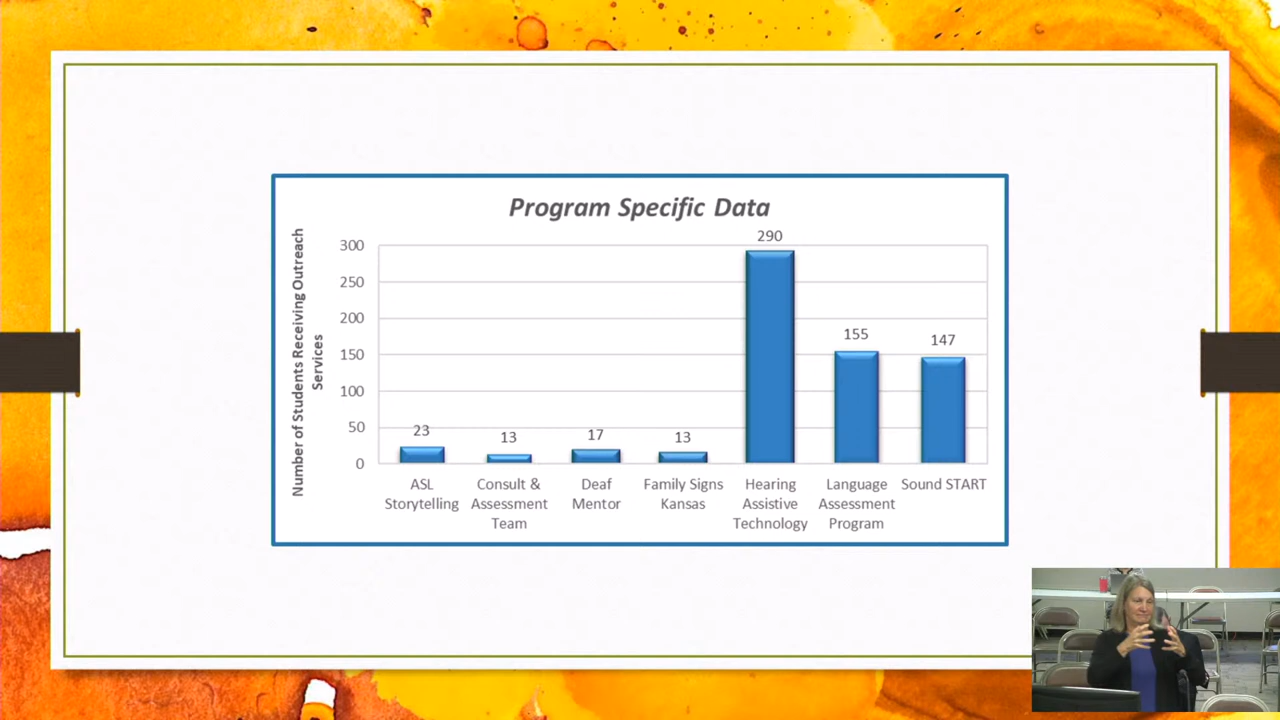 Program Specific Data
Number of Students Receiving Outreach
Services
300
250
200
150
100
50
0
23
13
17
13
290
155
147
ASL
Storytelling
Consult &
Assessment
Team
Deaf
Mentor
Family Signs
Kansas
Hearing
Assistive
Technology
Language
Assessment
Program
Sound START